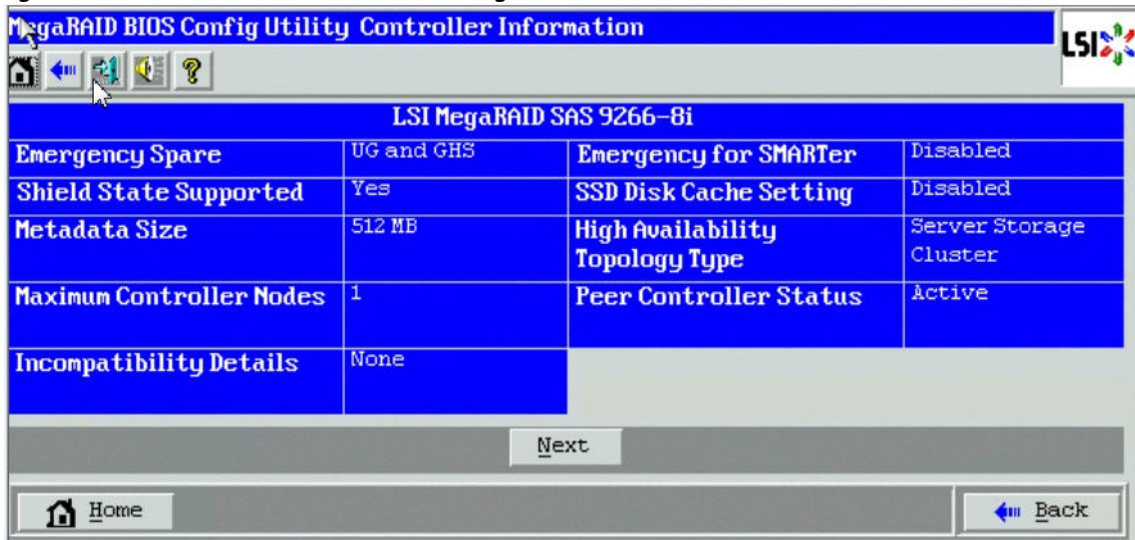 MegaRAID BIOS Config Utility Controller Information
LSI
LSI MegaRAID SAS 9266-8i
Emergency Spare UG and GHS Emergency for SMARTer Disabled
Shield State Supported Yes SSD Disk Cache Setting Disabled
Metadata Size 512 MB High Availability Server Storage
Topology Type Cluster
Maximum Controller Nodes 1 Peer Controller Status Active
Incompatibility Details None
Next
Home Back